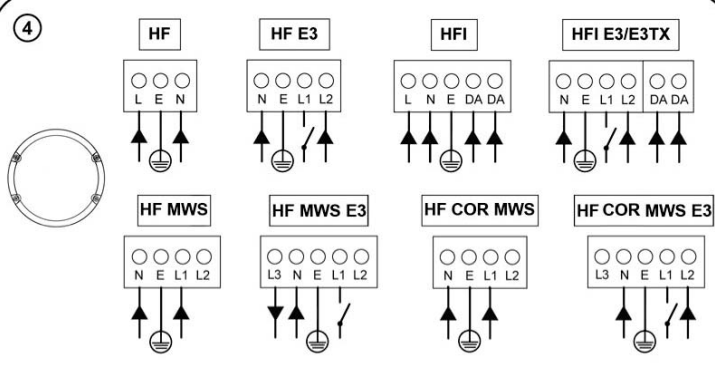 4
HF
HF E3
HFI
HFI E3/E3TX
L E N
N E L1 L2
L N E DA DA
N E L1 L2 DA DA
HF MWS
HF MWS E3
HF COR MWS
HF COR MWS E3
N E L1 L2
L3 N E L1 L2
N E L1 L2
L3 N E L1 L2